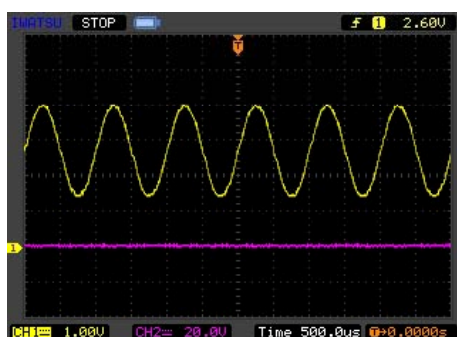 IWATSU STOP f 1 2.60V
T
1
CH1 1.00V CH2 20.0V Time 500.0us T→0.0000s